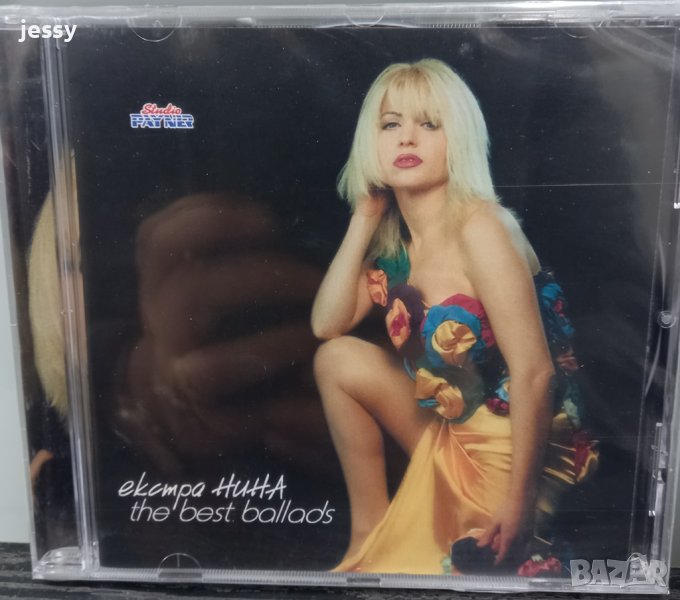 jessy
Studio
PAYNER
екстра НИНА
the best ballads
BAZAR